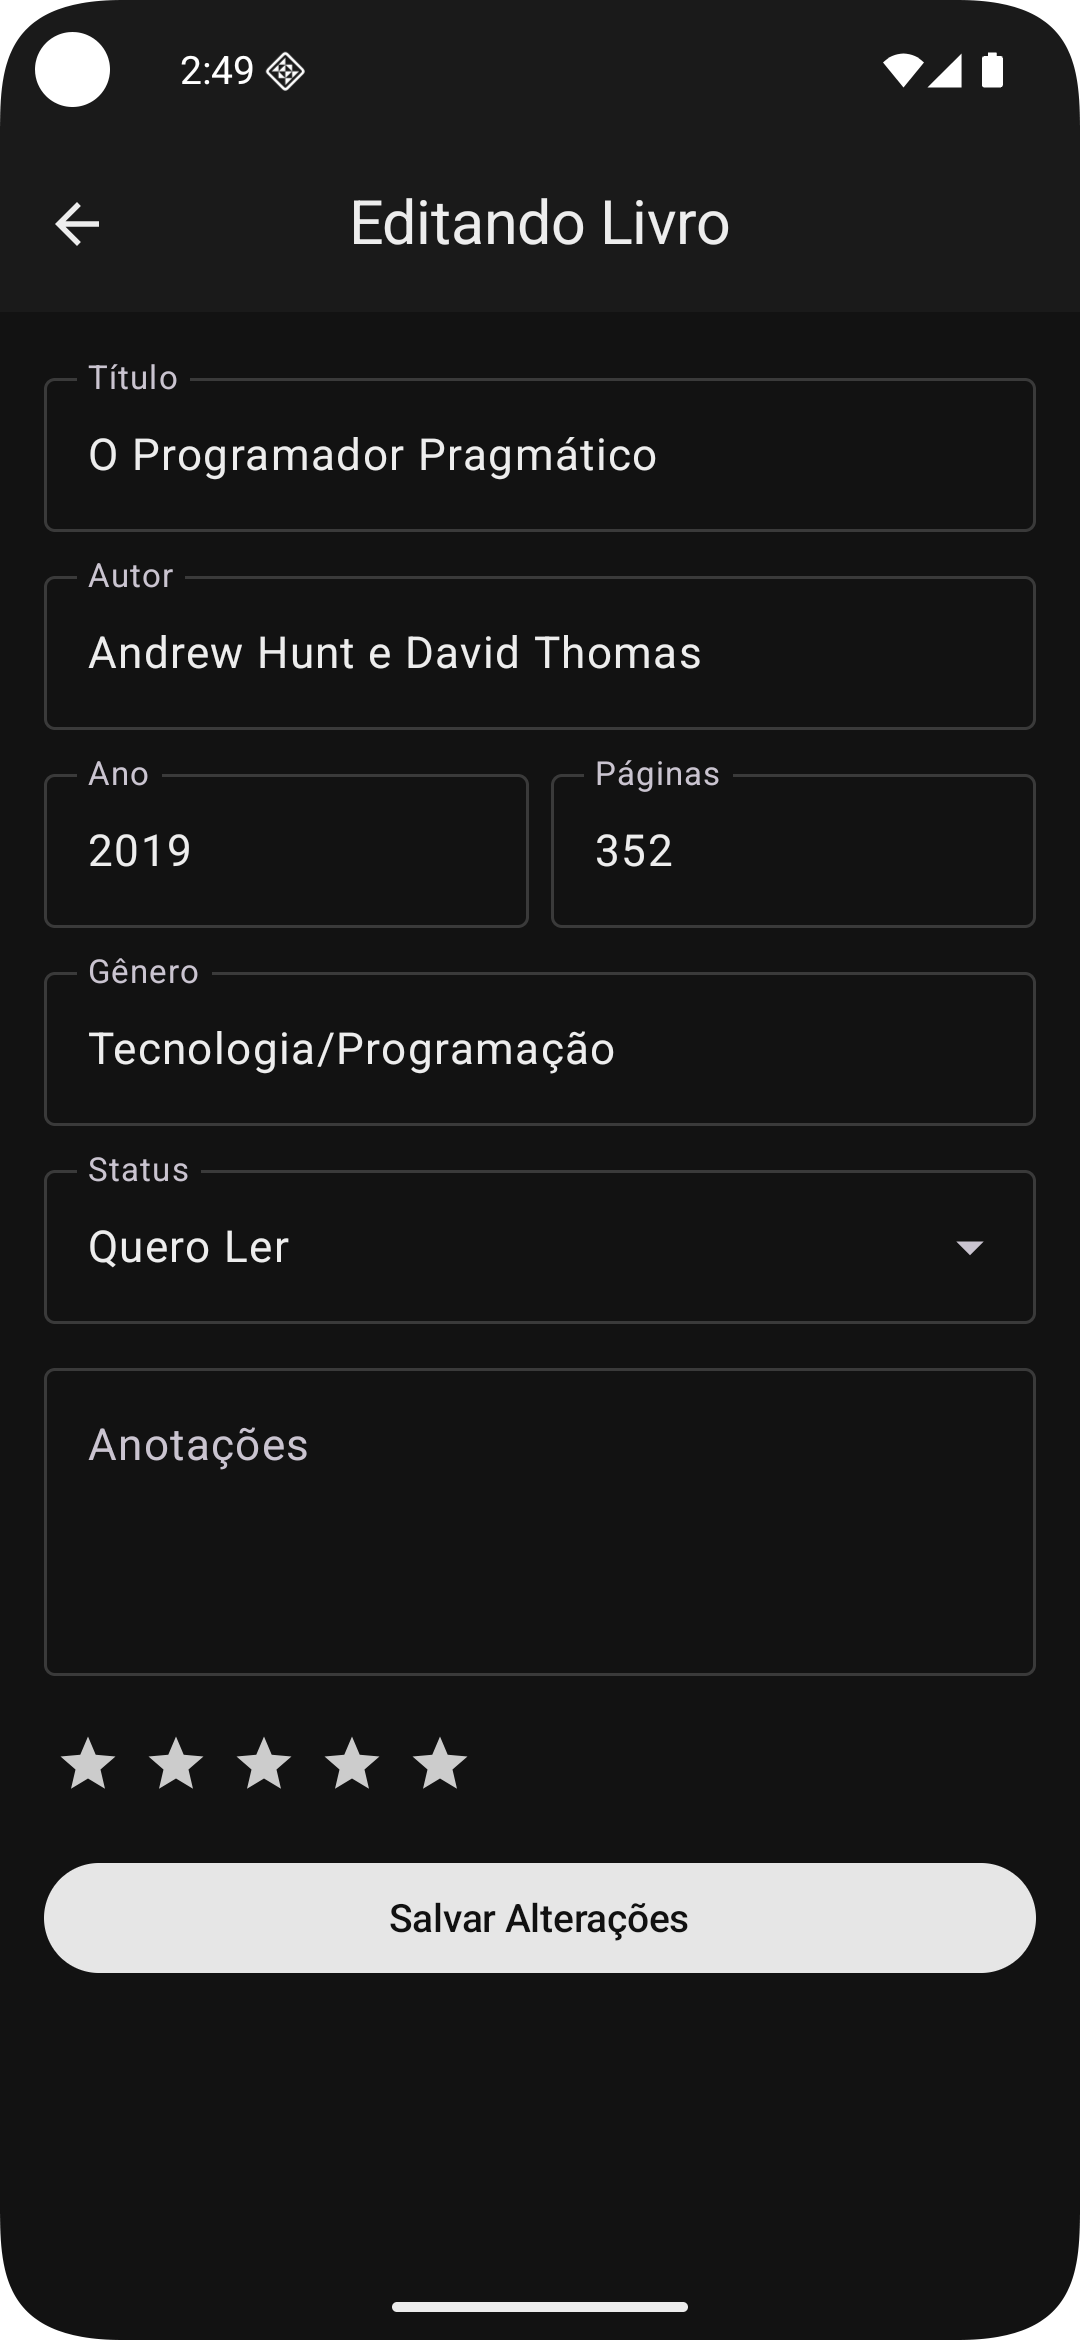 2:49
Editando Livro
Título
O Programador Pragmático
Autor
Andrew Hunt e David Thomas
Ano
2019
Páginas
352
Gênero
Tecnologia/Programação
Status
Quero Ler
Anotações
Salvar Alterações